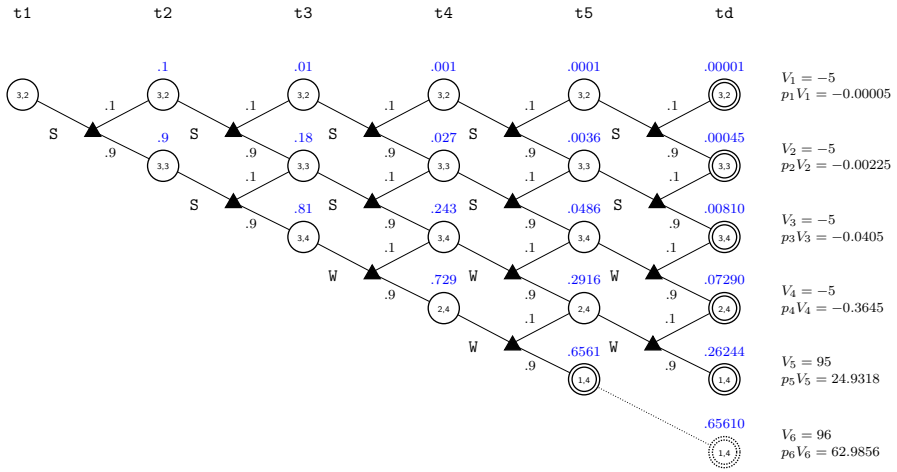 t1 t2 t3 t4 t5 td
.1 .01 .001 .0001 .00001
V₁ = −5
3,2 3,2 3,2 3,2 3,2 3,2
p₁V₁ = −0.00005
.1 .1 .1 .1 .1
S S S S S
.9 .18 .027 .0036 .00045
V₂ = −5
.9 .9 .9 .9 .9
3,3 3,3 3,3 3,3 3,3
p₂V₂ = −0.00225
.1 .1 .1 .1
S S S S
.81 .243 .0486 .00810
V₃ = −5
.9 .9 .9 .9
3,4 3,4 3,4 3,4
p₃V₃ = −0.0405
.1 .1 .1
W W W
.729 .2916 .07290
V₄ = −5
.9 .9 .9
2,4 2,4 2,4
p₄V₄ = −0.3645
.1 .1
W W
.6561 .26244
V₅ = 95
.9 .9
1,4 1,4
p₅V₅ = 24.9318
.65610
V₆ = 96
1,4
p₆V₆ = 62.9856